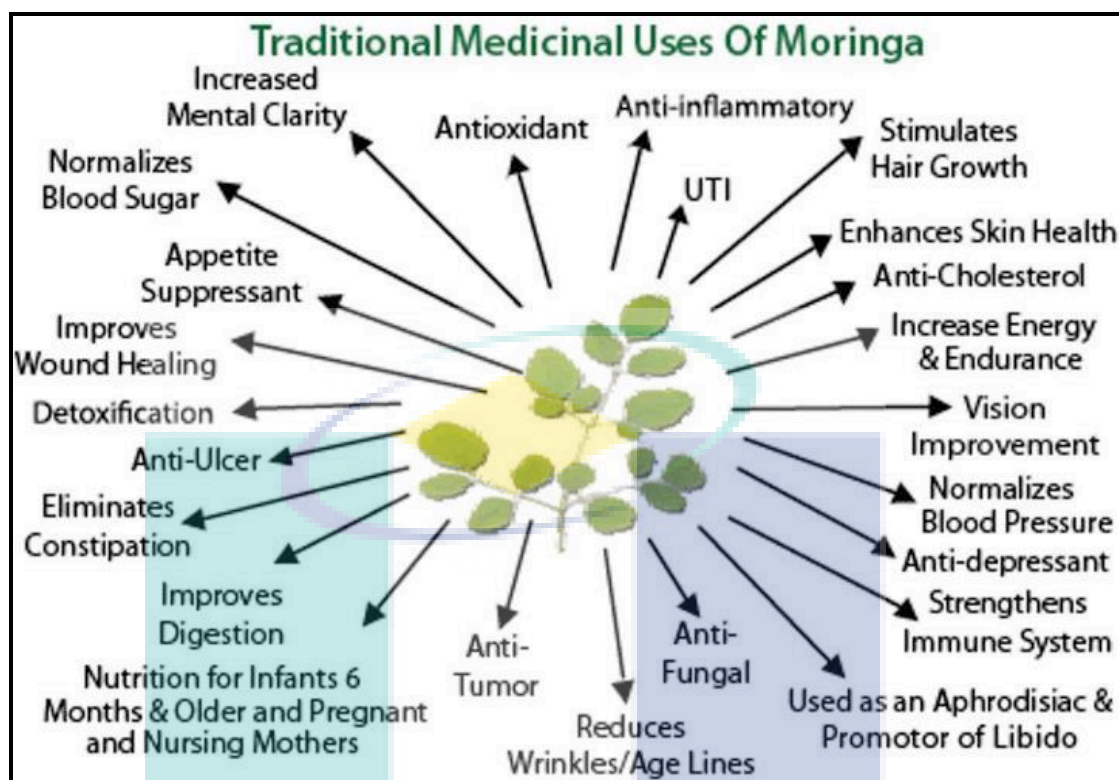 Traditional Medicinal Uses Of Moringa
Increased
Mental Clarity
Antioxidant
Anti-inflammatory
Stimulates
Hair Growth
Normalizes
Blood Sugar
UTI
Enhances Skin Health
Appetite
Suppressant
Anti-Cholesterol
Improves
Wound Healing
Increase Energy
& Endurance
Detoxification
Vision
Improvement
Anti-Ulcer
Normalizes
Blood Pressure
Eliminates
Constipation
Anti-depressant
Improves
Digestion
Strengthens
Immune System
Anti-
Tumor
Anti-
Fungal
Nutrition for Infants 6
Months & Older and Pregnant
and Nursing Mothers
Reduces
Wrinkles/Age Lines
Used as an Aphrodisiac &
Promotor of Libido